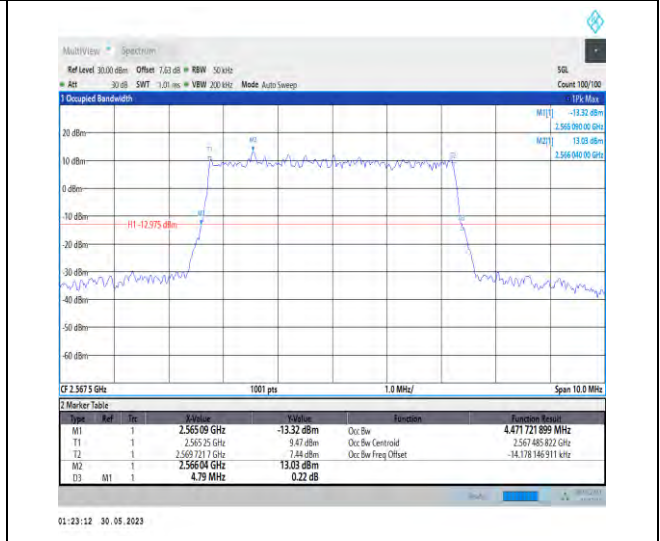 MultiView Spectrum
Ref Level 30.00 dBm Offset 7.63 dB RBW 50 kHz SGL
Att 30 dB SWT 1.01 ms VBW 200 kHz Mode Auto Sweep Count 100/100
1 Occupied Bandwidth 1Pk Max
M1[1] -13.32 dBm
2.565 090 00 GHz
M2[1] 13.03 dBm
2.566 040 00 GHz
20 dBm
M2
T1
10 dBm
0 dBm
-10 dBm
H1 -12.975 dBm
-20 dBm
-30 dBm
-40 dBm
-50 dBm
-60 dBm
CF 2.567 5 GHz 1001 pts 1.0 MHz/ Span 10.0 MHz
2 Marker Table
Type Ref Trc X-Value Y-Value Function Function Result
M1 1 2.565 09 GHz -13.32 dBm Occ Bw 4.471 721 899 MHz
T1 1 2.565 25 GHz 9.47 dBm Occ Bw Centroid 2.567 485 822 GHz
T2 1 2.569 721 7 GHz 7.44 dBm Occ Bw Freq Offset -14.178 146 911 kHz
M2 1 2.566 04 GHz 13.03 dBm
D3 M1 1 4.79 MHz 0.22 dB
01:23:12 30.05.2023